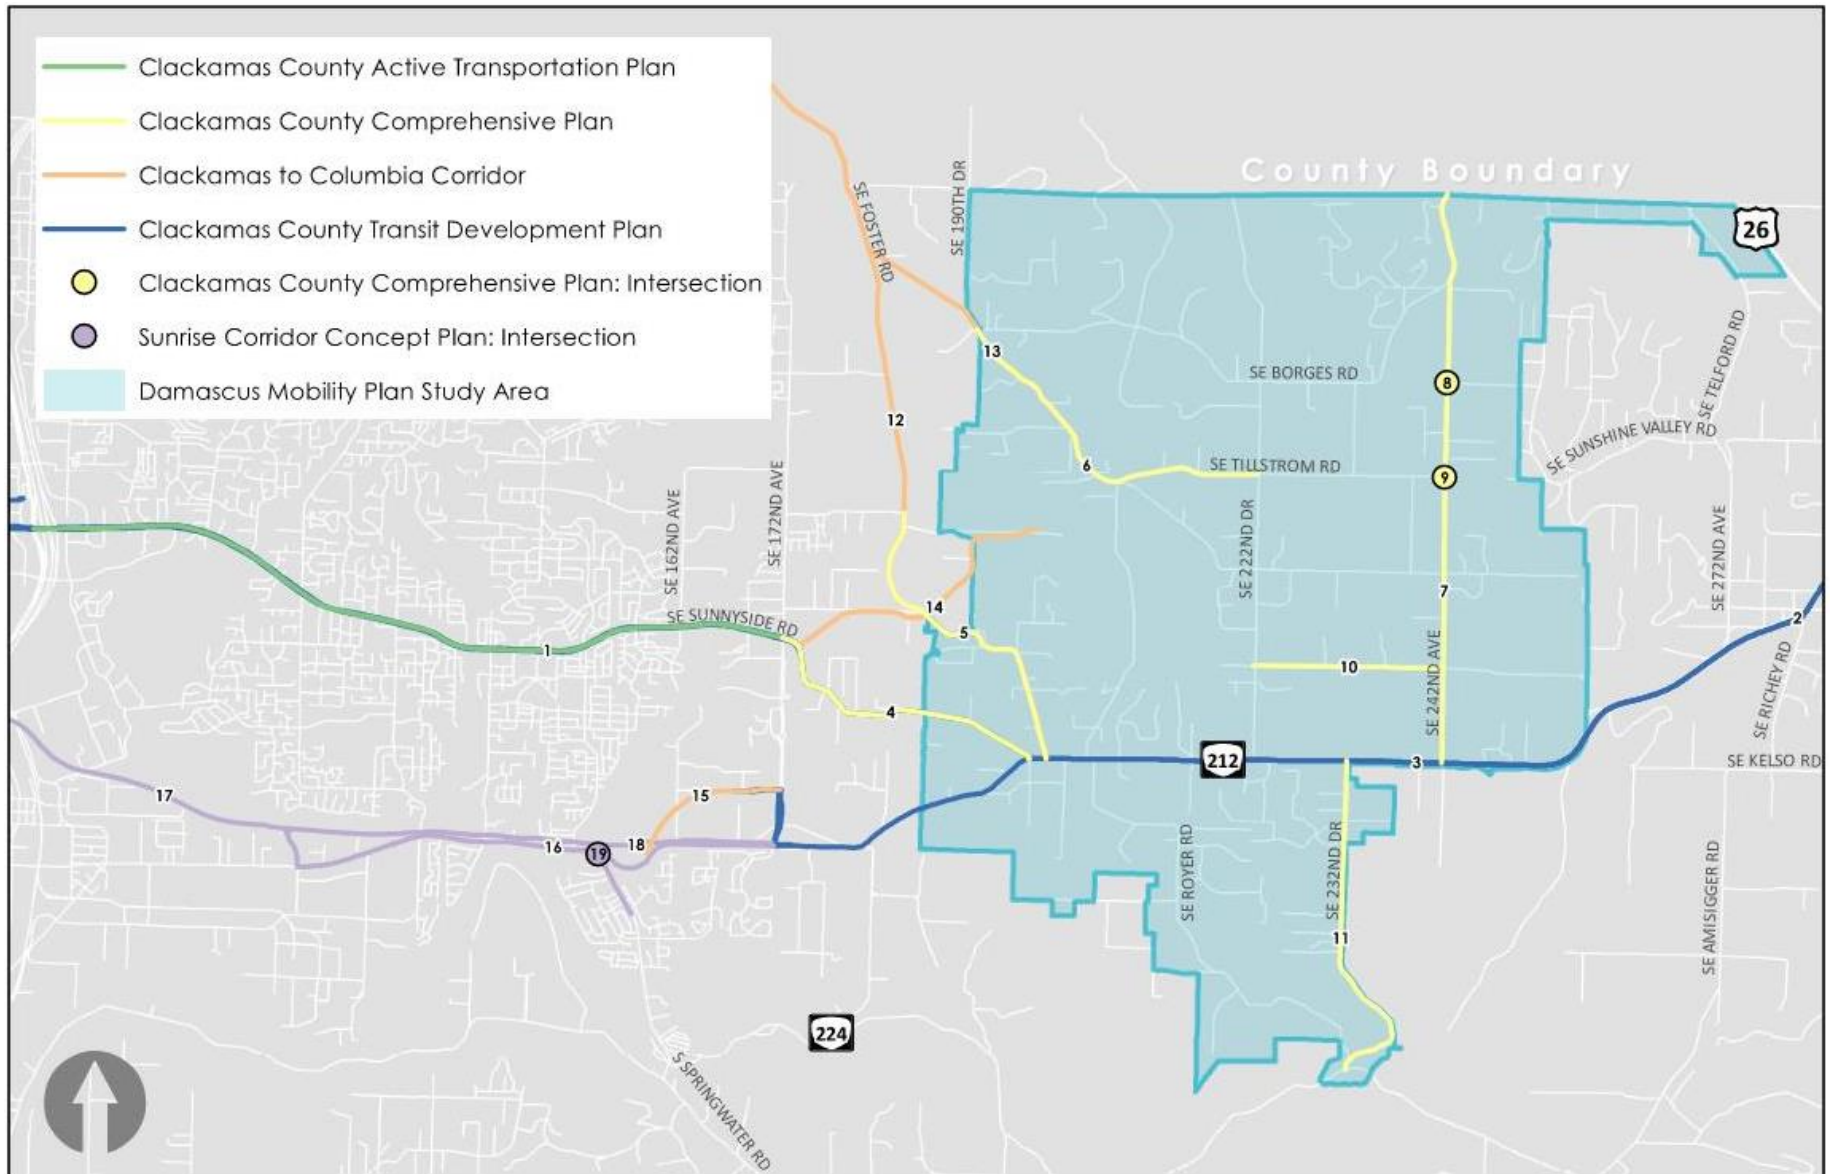 Clackamas County Active Transportation Plan
Clackamas County Comprehensive Plan
Clackamas to Columbia Corridor
Clackamas County Transit Development Plan
Clackamas County Comprehensive Plan: Intersection
Sunrise Corridor Concept Plan: Intersection
Damascus Mobility Plan Study Area
County Boundary
26
SE FOSTER RD
SE 190TH DR
13
SE BORGES RD
8
SE TELFORD RD
12
SE SUNSHINE VALLEY RD
6
SE TILLSTROM RD
9
SE 162ND AVE
SE 172ND AVE
SE 222ND DR
SE 272ND AVE
7
14
SE SUNNYSIDE RD
5
2
1
10
SE 242ND AVE
SE RICHEY RD
4
212
3
SE KELSO RD
17
15
16
19
18
SE ROYER RD
SE 232ND DR
SE AMISIGGER RD
11
224
S SPRINGWATER RD